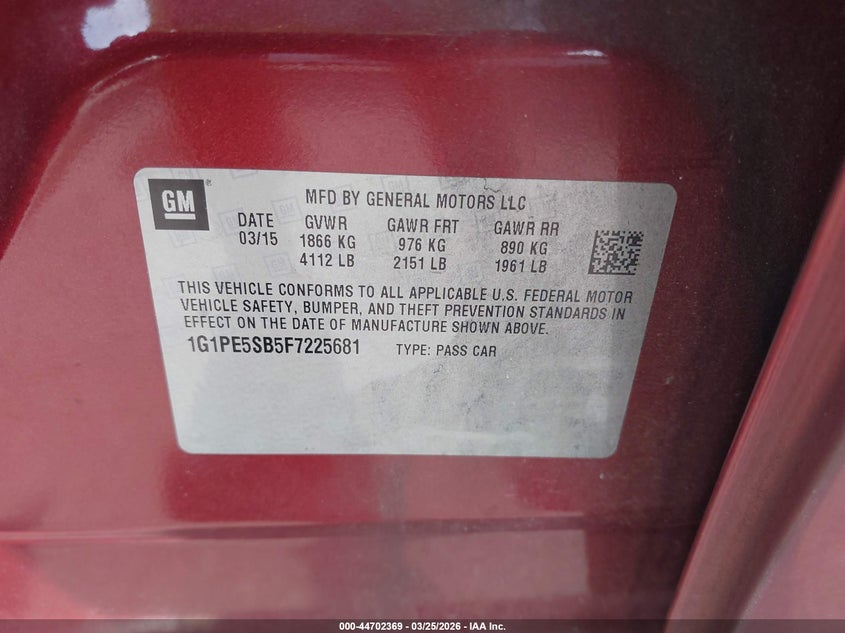 GM ®
MFD BY GENERAL MOTORS LLC
DATE GVWR GAWR FRT GAWR RR
03/15 1866 KG 976 KG 890 KG
4112 LB 2151 LB 1961 LB
THIS VEHICLE CONFORMS TO ALL APPLICABLE U.S. FEDERAL MOTOR
VEHICLE SAFETY, BUMPER, AND THEFT PREVENTION STANDARDS IN
EFFECT ON THE DATE OF MANUFACTURE SHOWN ABOVE.
1G1PE5SB5F7225681 TYPE: PASS CAR
000-44702369 - 03/25/2026 - IAA Inc.